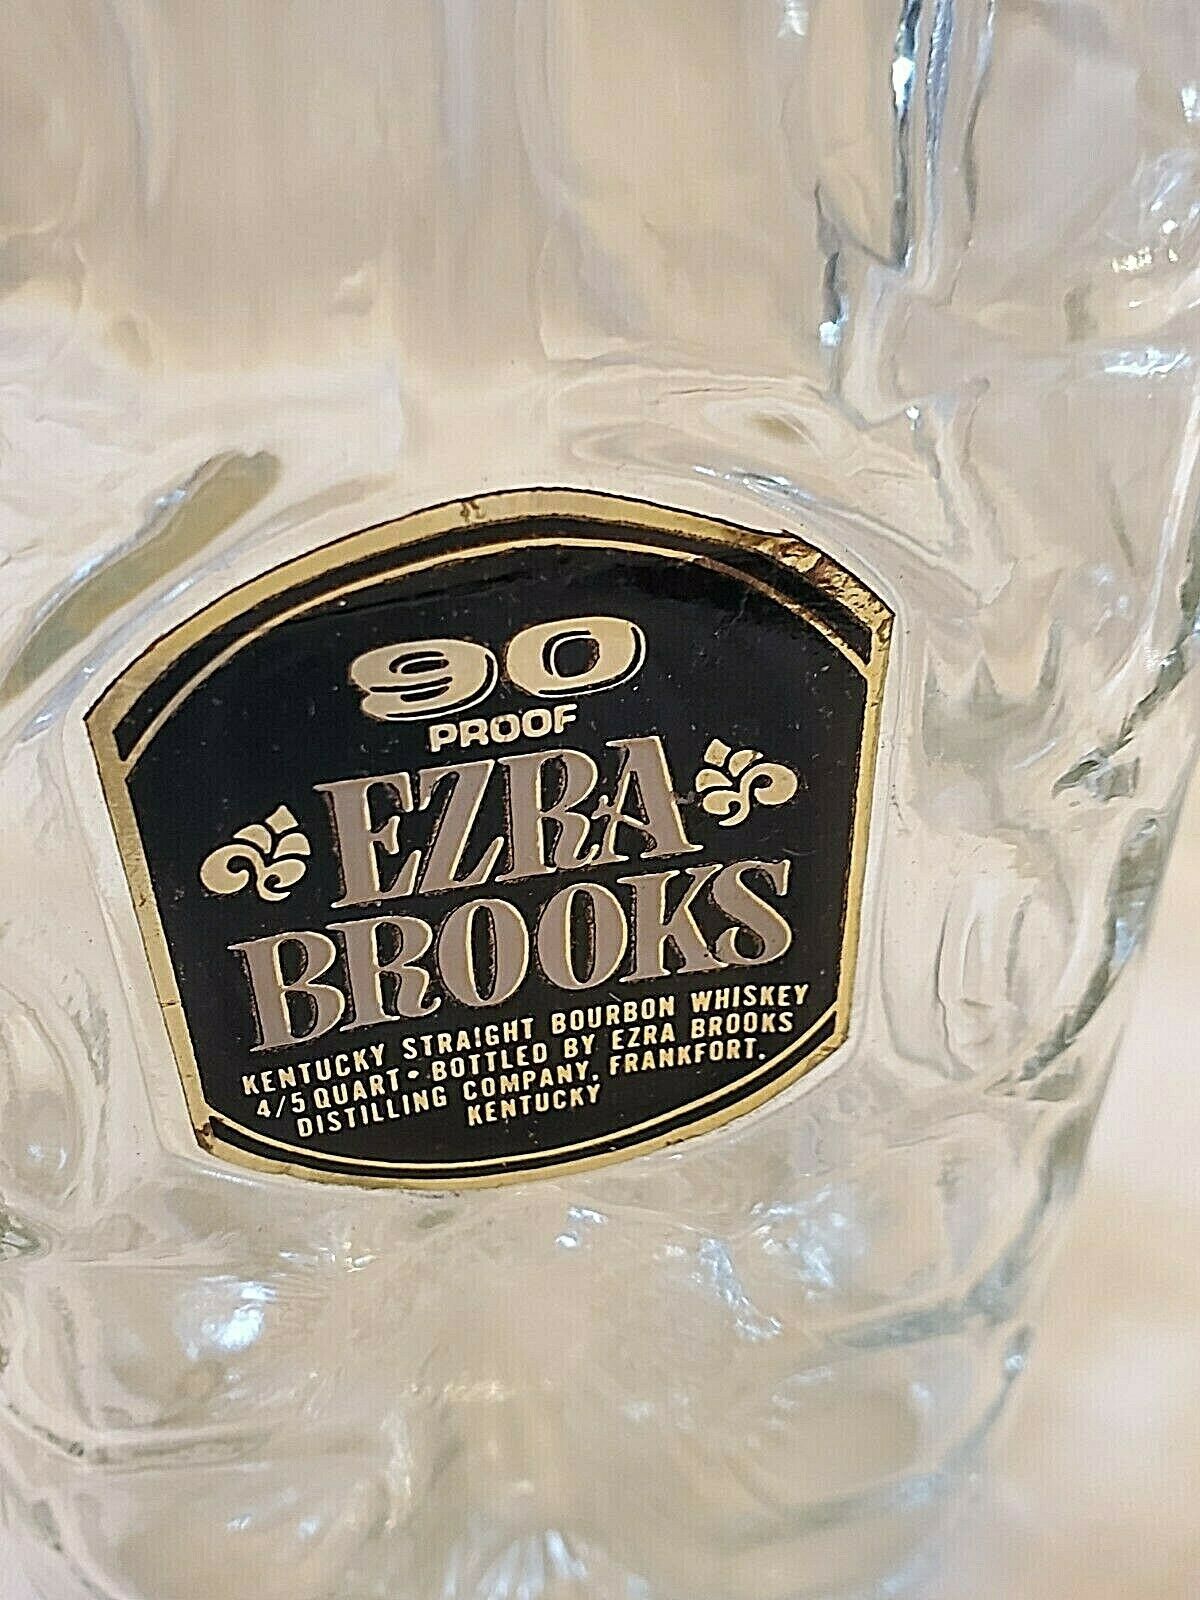 90
PROOF
EZRA
BROOKS
KENTUCKY STRAIGHT BOURBON WHISKEY
4/5 QUART • BOTTLED BY EZRA BROOKS
DISTILLING COMPANY. FRANKFORT.
KENTUCKY